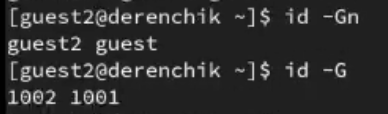 [guest2@derenchik ~]$ id -Gn
guest2 guest
[guest2@derenchik ~]$ id -G
1002 1001